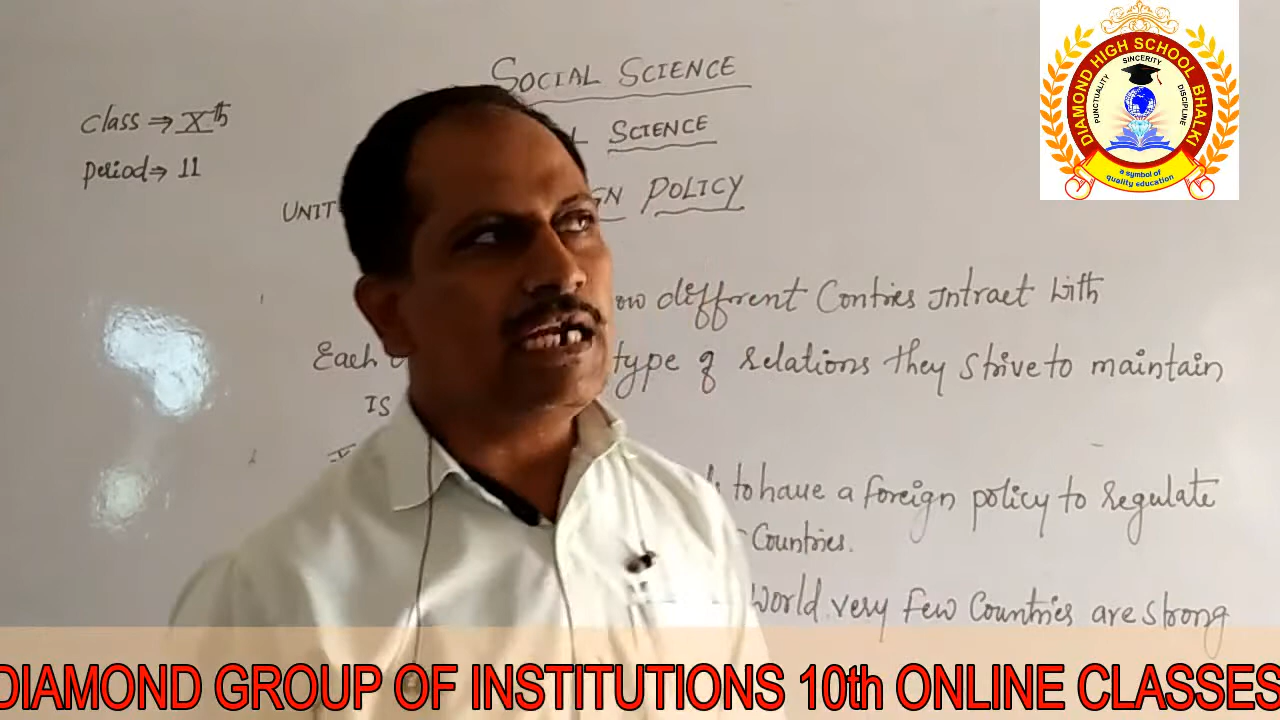 SOCIAL SCIENCE
class ⇒ Xth
SCIENCE
period ⇒ 11
UNIT
POLICY
different Contries Intract with
Each
type of relations they strive to maintain
IS
to have a foreign policy to regulate
Countries.
World very few Countries are strong
DIAMOND HIGH SCHOOL BHALKI
SINCERITY
PUNCTUALITY
DISCIPLINE
a symbol of
quality education
DIAMOND GROUP OF INSTITUTIONS 10th ONLINE CLASSES